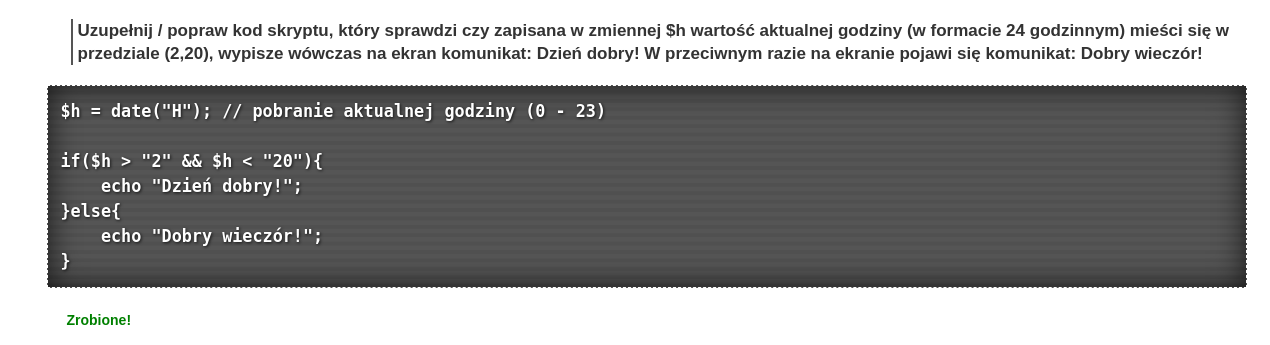 Uzupełnij / popraw kod skryptu, który sprawdzi czy zapisana w zmiennej $h wartość aktualnej godziny (w formacie 24 godzinnym) mieści się w
przedziale (2,20), wypisze wówczas na ekran komunikat: Dzień dobry! W przeciwnym razie na ekranie pojawi się komunikat: Dobry wieczór!
$h = date("H"); // pobranie aktualnej godziny (0 - 23)
if($h > "2" && $h < "20"){
    echo "Dzień dobry!";
}else{
    echo "Dobry wieczór!";
}
Zrobione!